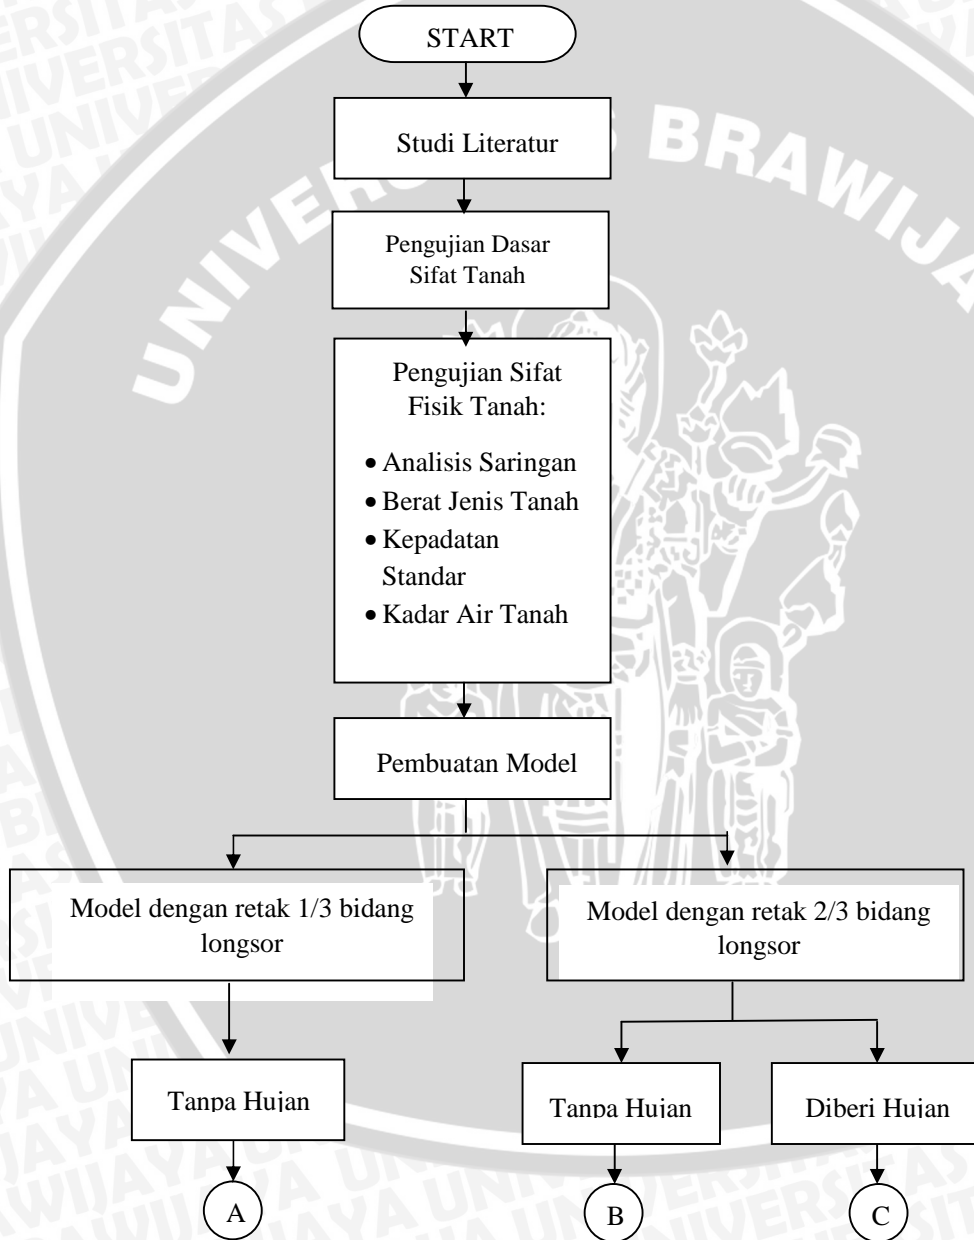 START
Studi Literatur
Pengujian Dasar
Sifat Tanah
Pengujian Sifat
Fisik Tanah:
• Analisis Saringan
• Berat Jenis Tanah
• Kepadatan
Standar
• Kadar Air Tanah
Pembuatan Model
Model dengan retak 1/3 bidang
longsor
Model dengan retak 2/3 bidang
longsor
Tanpa Hujan
Tanpa Hujan
Diberi Hujan
A
B
C